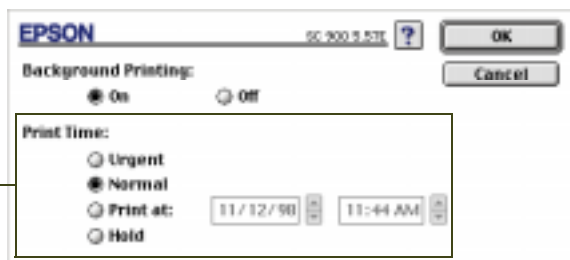 EPSON SC 900 5.57E ? OK
Background Printing: Cancel
On Off
Print Time:
Urgent
Normal
Print at: 11/12/98 11:44 AM
Hold